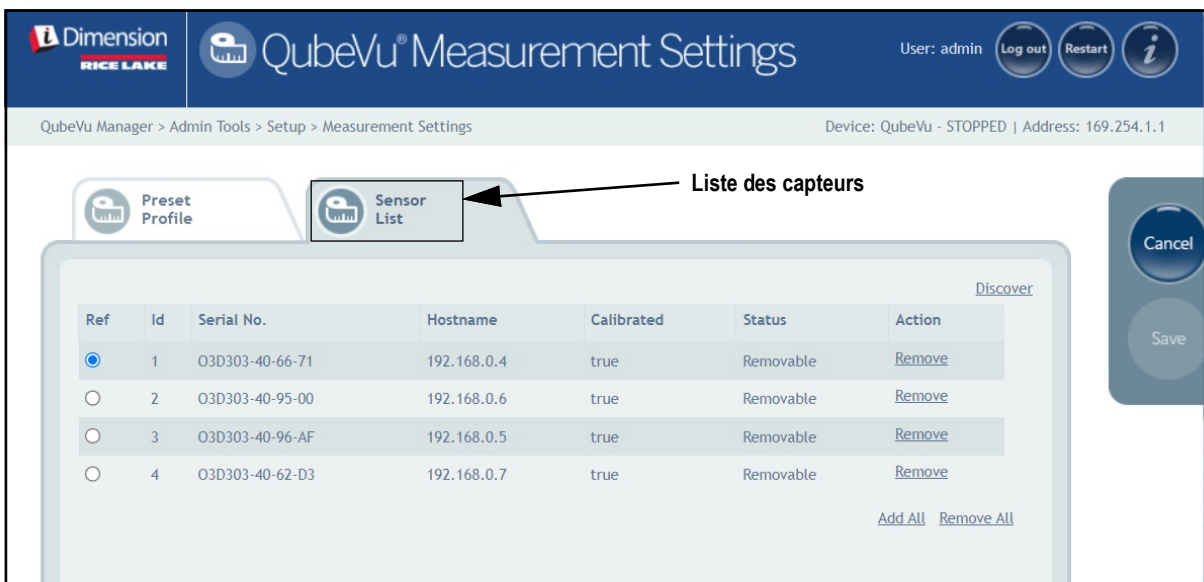 iDimension
RICE LAKE
QubeVu® Measurement Settings
User: admin
Log out
Restart
i
QubeVu Manager > Admin Tools > Setup > Measurement Settings
Device: QubeVu - STOPPED | Address: 169.254.1.1
Preset
Profile
Sensor
List
Liste des capteurs
Cancel
Save
Discover
Ref Id Serial No. Hostname Calibrated Status Action
1 O3D303-40-66-71 192.168.0.4 true Removable Remove
2 O3D303-40-95-00 192.168.0.6 true Removable Remove
3 O3D303-40-96-AF 192.168.0.5 true Removable Remove
4 O3D303-40-62-D3 192.168.0.7 true Removable Remove
Add All Remove All